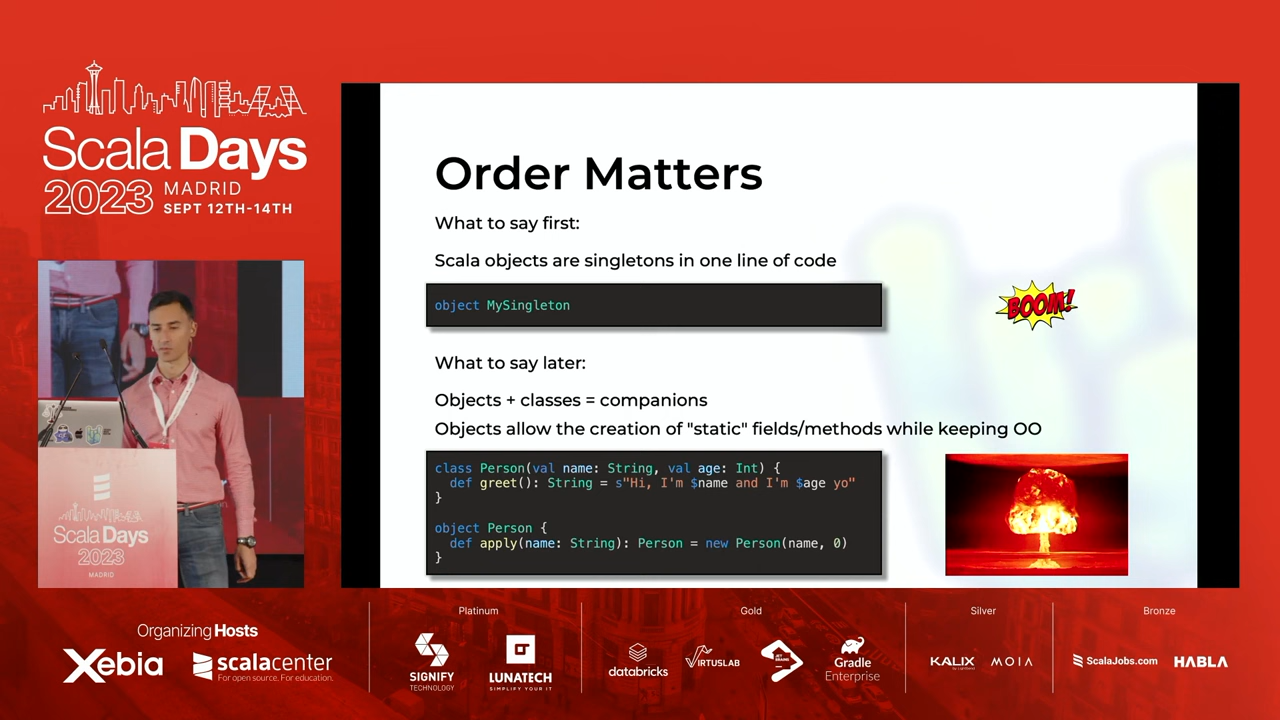 Scala Days
2023 MADRID
SEPT 12TH-14TH
Order Matters
What to say first:
Scala objects are singletons in one line of code
object MySingleton
BOOM!
What to say later:
Objects + classes = companions
Objects allow the creation of "static" fields/methods while keeping OO
class Person(val name: String, val age: Int) {
  def greet(): String = s"Hi, I'm $name and I'm $age yo"
}
object Person {
  def apply(name: String): Person = new Person(name, 0)
}
Scala Days
2023
MADRID
Organizing Hosts
Xebia
scalacenter
For open source. For education.
Platinum
SIGNIFY
TECHNOLOGY
LUNATECH
SIMPLIFY YOUR IT
Gold
databricks
VIRTUSLAB
JET
BRAINS
Gradle
Enterprise
Silver
KALIX
by Lightbend
MOIA
Bronze
ScalaJobs.com
HABLA